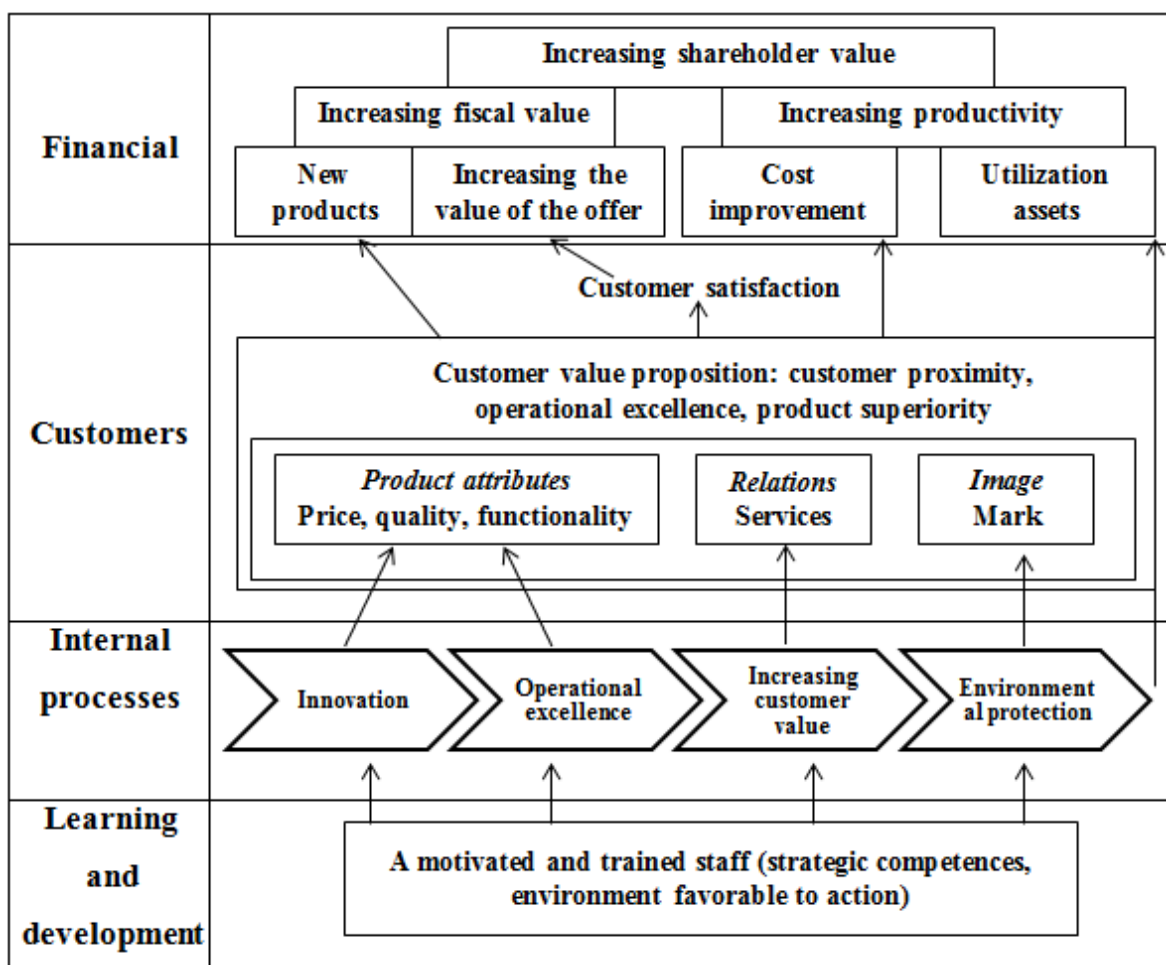 Financial
Increasing shareholder value
Increasing fiscal value
Increasing productivity
New
products
Increasing the
value of the offer
Cost
improvement
Utilization
assets
Customers
Customer satisfaction
Customer value proposition: customer proximity,
operational excellence, product superiority
Product attributes
Price, quality, functionality
Relations
Services
Image
Mark
Internal
processes
Innovation
Operational
excellence
Increasing
customer
value
Environment
al protection
Learning
and
development
A motivated and trained staff (strategic competences,
environment favorable to action)